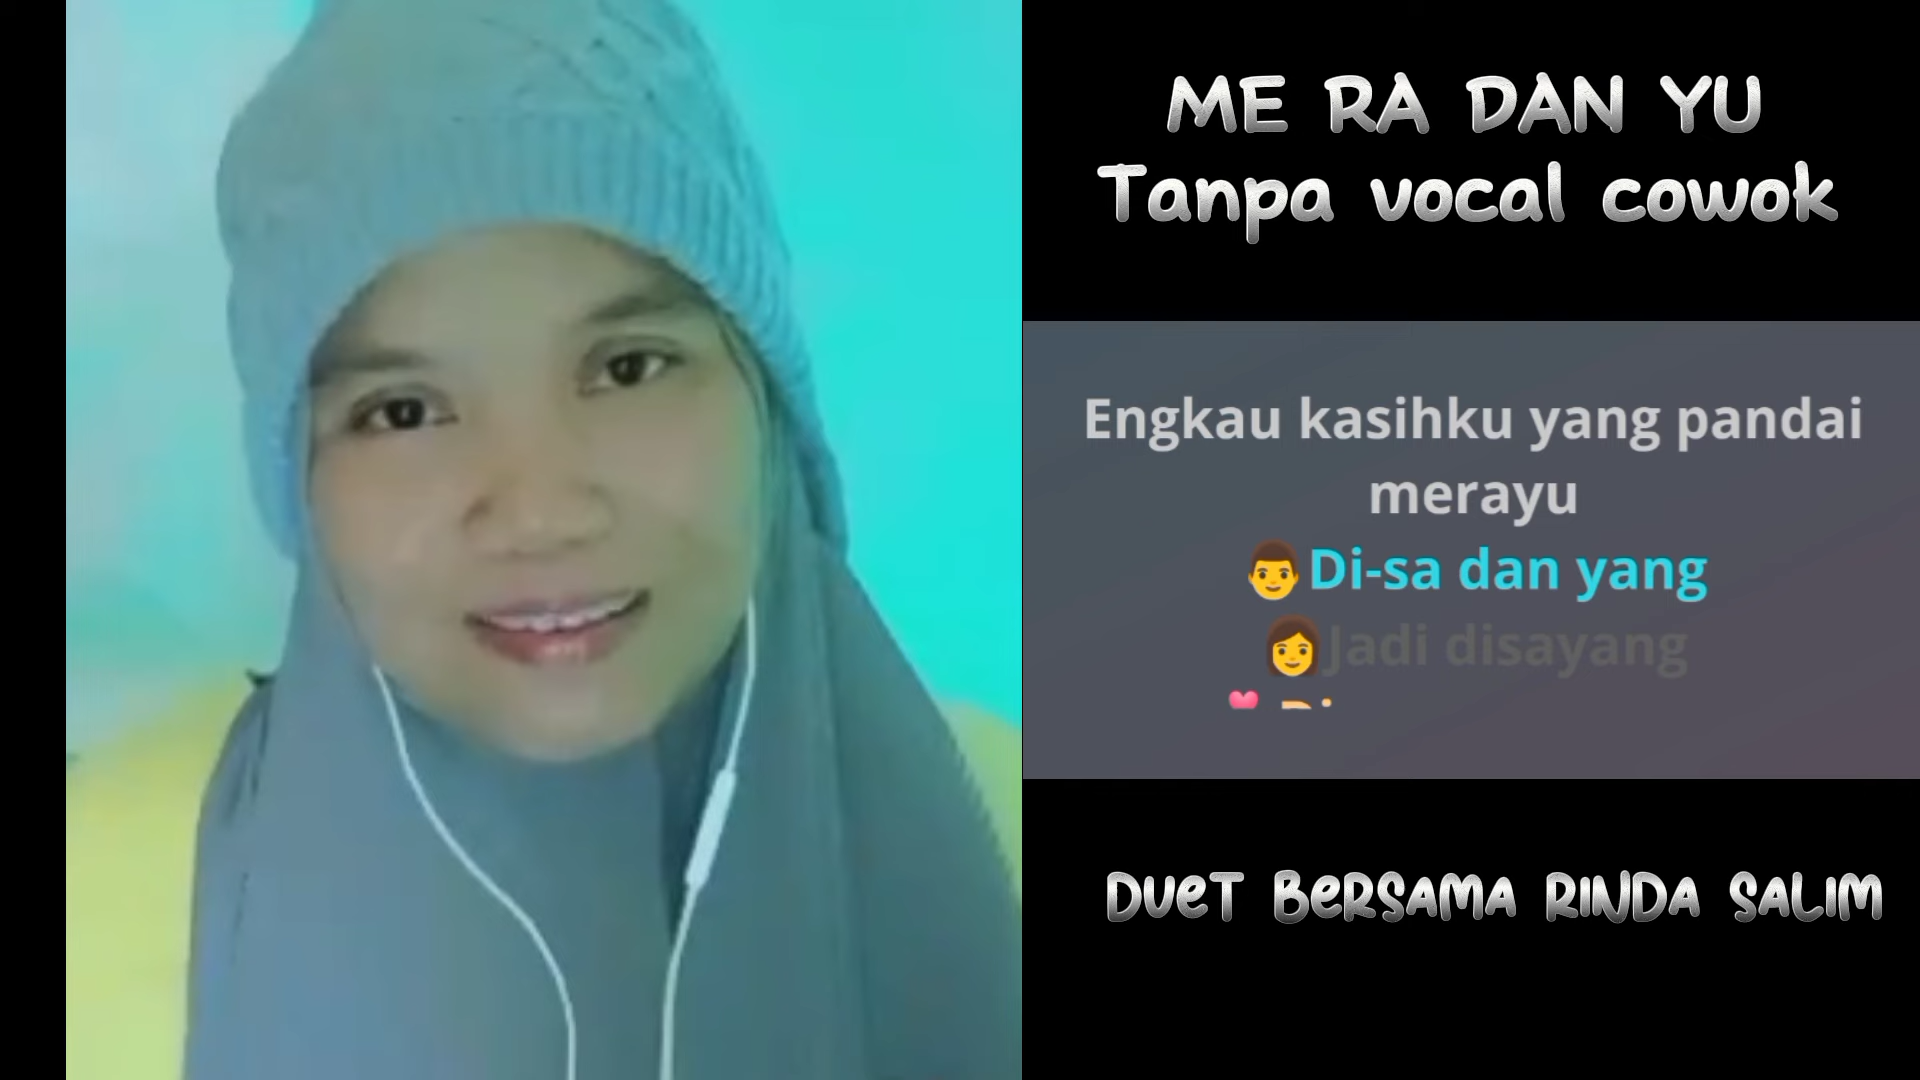 ME RA DAN YU
Tanpa vocal cowok
Engkau kasihku yang pandai
merayu
Di-sa dan yang
Jadi disayang
DUET BERSAMA RINDA SALIM